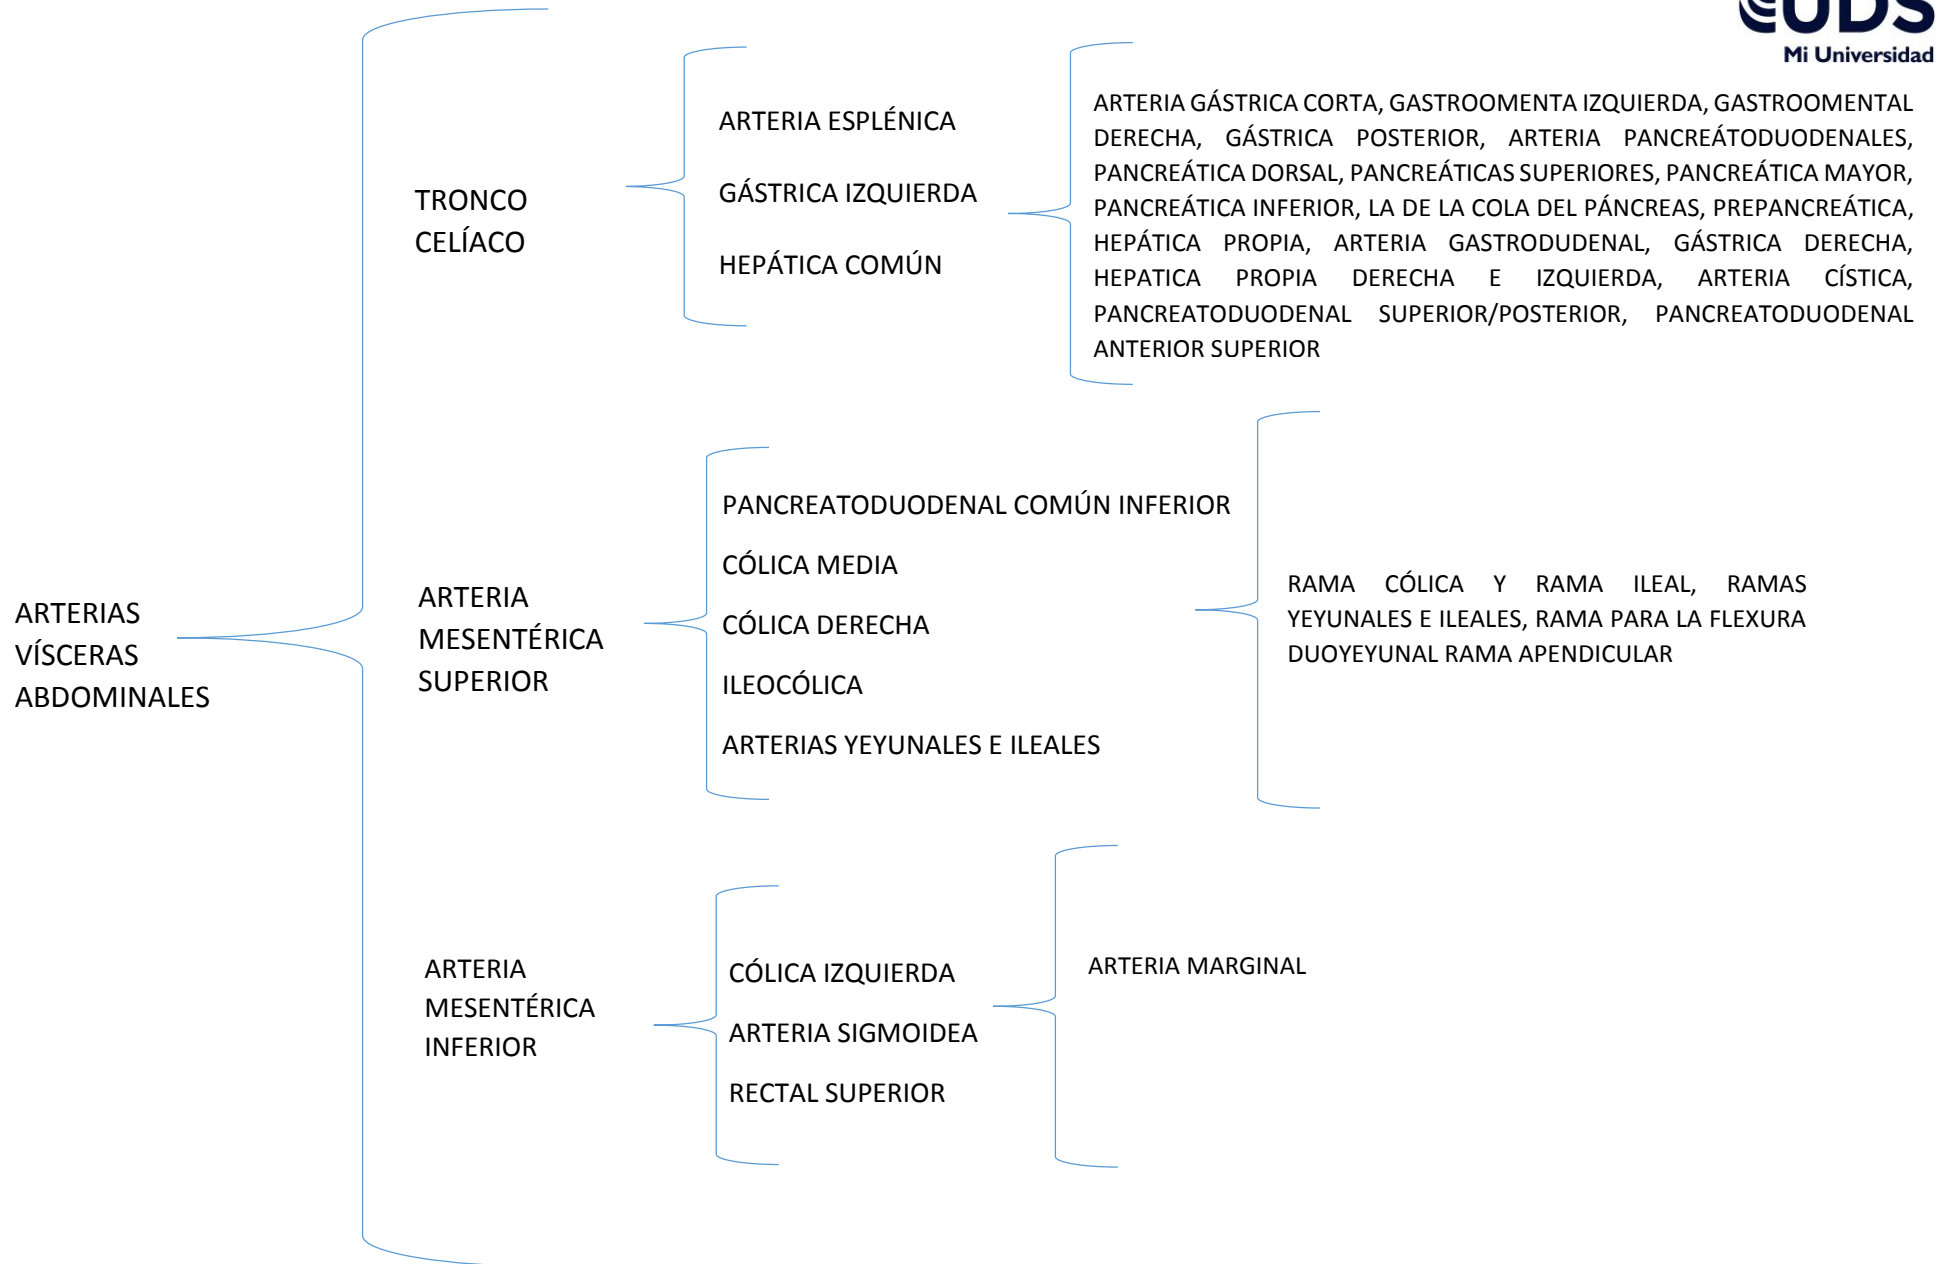 UDS
Mi Universidad
ARTERIAS
VÍSCERAS
ABDOMINALES
TRONCO
CELÍACO
ARTERIA ESPLÉNICA
GÁSTRICA IZQUIERDA
HEPÁTICA COMÚN
ARTERIA GÁSTRICA CORTA, GASTROOMENTA IZQUIERDA, GASTROOMENTAL
DERECHA, GÁSTRICA POSTERIOR, ARTERIA PANCREÁTODUODENALES,
PANCREÁTICA DORSAL, PANCREÁTICAS SUPERIORES, PANCREÁTICA MAYOR,
PANCREÁTICA INFERIOR, LA DE LA COLA DEL PÁNCREAS, PREPANCREÁTICA,
HEPÁTICA PROPIA, ARTERIA GASTRODUDENAL, GÁSTRICA DERECHA,
HEPATICA PROPIA DERECHA E IZQUIERDA, ARTERIA CÍSTICA,
PANCREATODUODENAL SUPERIOR/POSTERIOR, PANCREATODUODENAL
ANTERIOR SUPERIOR
ARTERIA
MESENTÉRICA
SUPERIOR
PANCREATODUODENAL COMÚN INFERIOR
CÓLICA MEDIA
CÓLICA DERECHA
ILEOCÓLICA
ARTERIAS YEYUNALES E ILEALES
RAMA CÓLICA Y RAMA ILEAL, RAMAS
YEYUNALES E ILEALES, RAMA PARA LA FLEXURA
DUOYEYUNAL RAMA APENDICULAR
ARTERIA
MESENTÉRICA
INFERIOR
CÓLICA IZQUIERDA
ARTERIA SIGMOIDEA
RECTAL SUPERIOR
ARTERIA MARGINAL